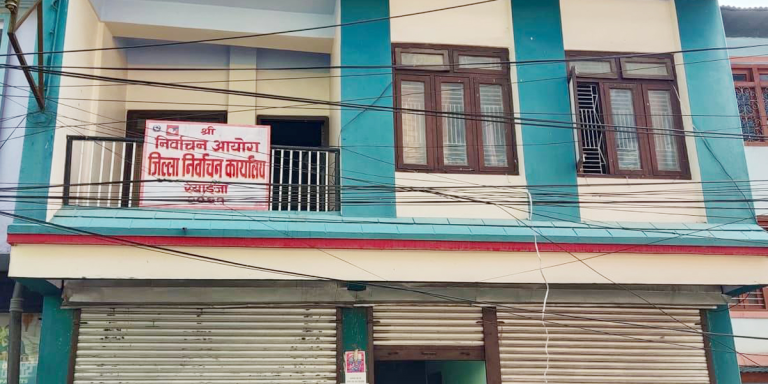 श्री
निर्वाचन आयोग
जिल्ला निर्वाचन कार्यालय
स्याङ्जा